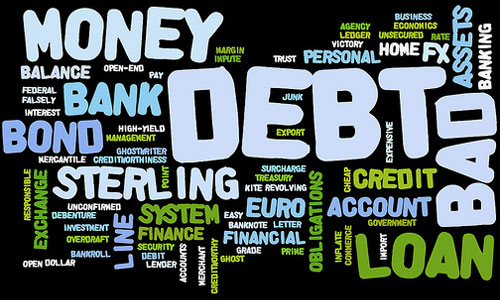 MONEY
AGENCY
LEDGER
VICTORY
TRUST
PERSONAL
BUSINESS
ECONOMICS
UNSECURED
RATE
HOME
FX
ASSETS
BANKING
MARGIN
IMPUTE
BALANCE
OPEN-END
PAY
FEDERAL
FALSELY
INTEREST
BANK
DEBT
JUNK
EXPORT
EXPENSIVE
BAD
BOND
HIGH-YIELD
MANAGEMENT
GHOSTWRITER
MERCANTILE
CREDITWORTHINESS
POINT
SURCHARGE
TREASURY
KITE
REVOLVING
CHEAP
CREDIT
RESPONSIBLE
EXCHANGE
STERLING
UNCONFIRMED
DEBENTURE
INVESTMENT
OVERDRAFT
BANKROLL
OPEN
DOLLAR
LINE
SYSTEM
FINANCE
SECURITY
DEBIT
LENDER
ACCOUNTS
MERCHANT
CREDITWORTHY
EASY
EURO
BANKNOTE
LETTER
FINANCIAL
GRADE
GHOST
PRIME
OBLIGATIONS
ACCOUNT
GOVERNMENT
INFLATE
COMMERCE
IMPORT
LOAN